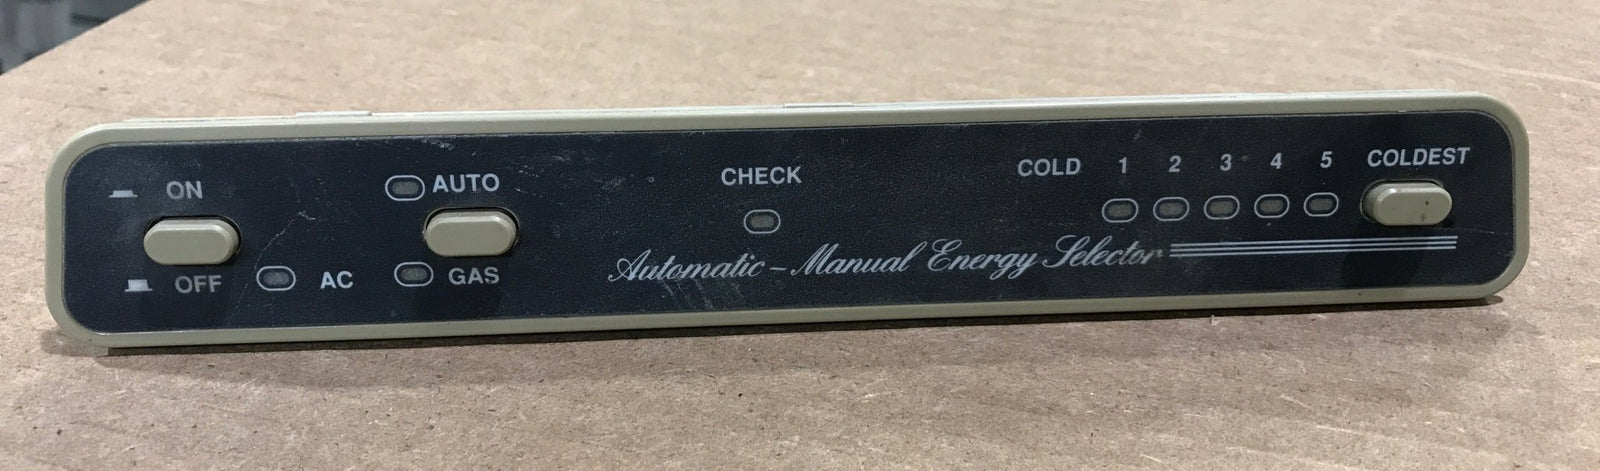 ON
OFF
AC
AUTO
GAS
CHECK
Automatic - Manual Energy Selector
COLD 1 2 3 4 5 COLDEST